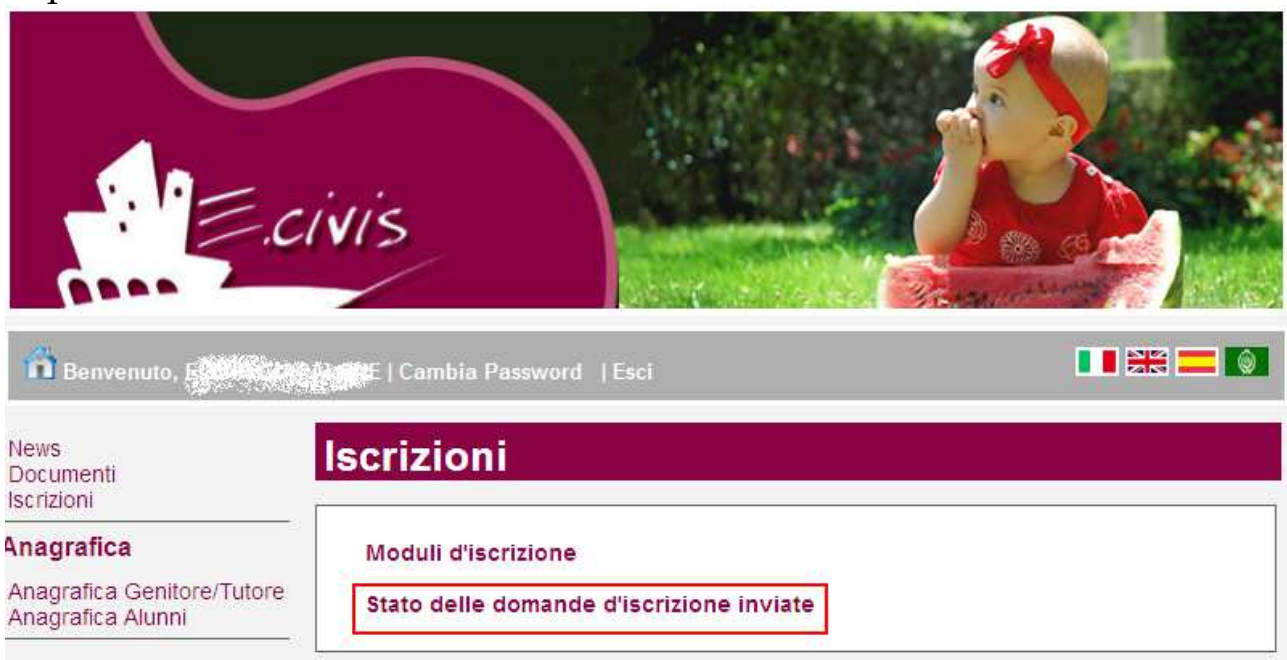 E.civis
Benvenuto, | Cambia Password | Esci
News
Documenti
Iscrizioni
Anagrafica
Anagrafica Genitore/Tutore
Anagrafica Alunni
Iscrizioni
Moduli d'iscrizione
Stato delle domande d'iscrizione inviate